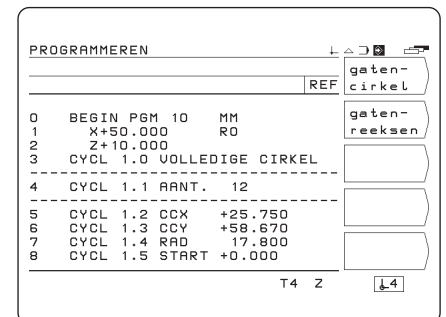 PROGRAMMEREN
REF
gaten-
cirkel
gaten-
reeksen
0 BEGIN PGM 10 MM
1 X+50.000 R0
2 Z+10.000
3 CYCL 1.0 VOLLEDIGE CIRKEL
4 CYCL 1.1 AANT. 12
5 CYCL 1.2 CCX +25.750
6 CYCL 1.3 CCY +58.670
7 CYCL 1.4 RAD 17.800
8 CYCL 1.5 START +0.000
T4 Z
4